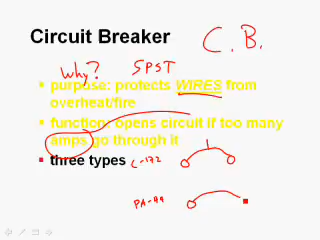 Circuit Breaker C.B.
Why? SPST
purpose: protects WIRES from
overheat/fire
function: opens circuit if too many
amps go through it
three types C-172
PA-44